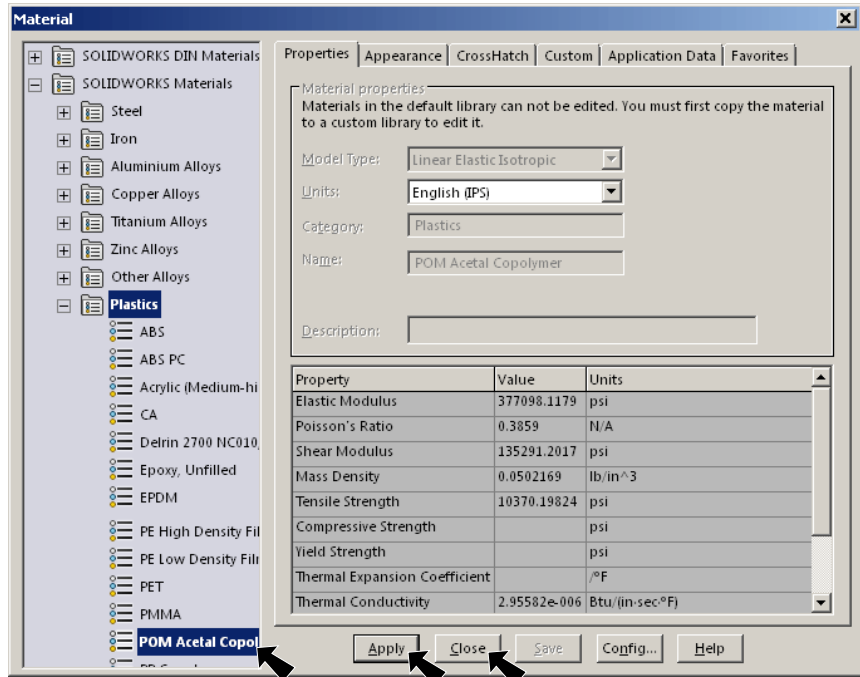 Material
SOLIDWORKS DIN Materials
SOLIDWORKS Materials
Steel
Iron
Aluminium Alloys
Copper Alloys
Titanium Alloys
Zinc Alloys
Other Alloys
Plastics
ABS
ABS PC
Acrylic (Medium-hi
CA
Delrin 2700 NC010,
Epoxy, Unfilled
EPDM
PE High Density Fil
PE Low Density Film
PET
PMMA
POM Acetal Copol
Properties Appearance CrossHatch Custom Application Data Favorites
Material properties
Materials in the default library can not be edited. You must first copy the material
to a custom library to edit it.
Model Type: Linear Elastic Isotropic
Units: English (IPS)
Category: Plastics
Name: POM Acetal Copolymer
Description:
Property Value Units
Elastic Modulus 377098.1179 psi
Poisson's Ratio 0.3859 N/A
Shear Modulus 135291.2017 psi
Mass Density 0.0502169 lb/in^3
Tensile Strength 10370.19824 psi
Compressive Strength psi
Yield Strength psi
Thermal Expansion Coefficient /°F
Thermal Conductivity 2.95582e-006 Btu/(in·sec·°F)
Apply Close Save Config... Help